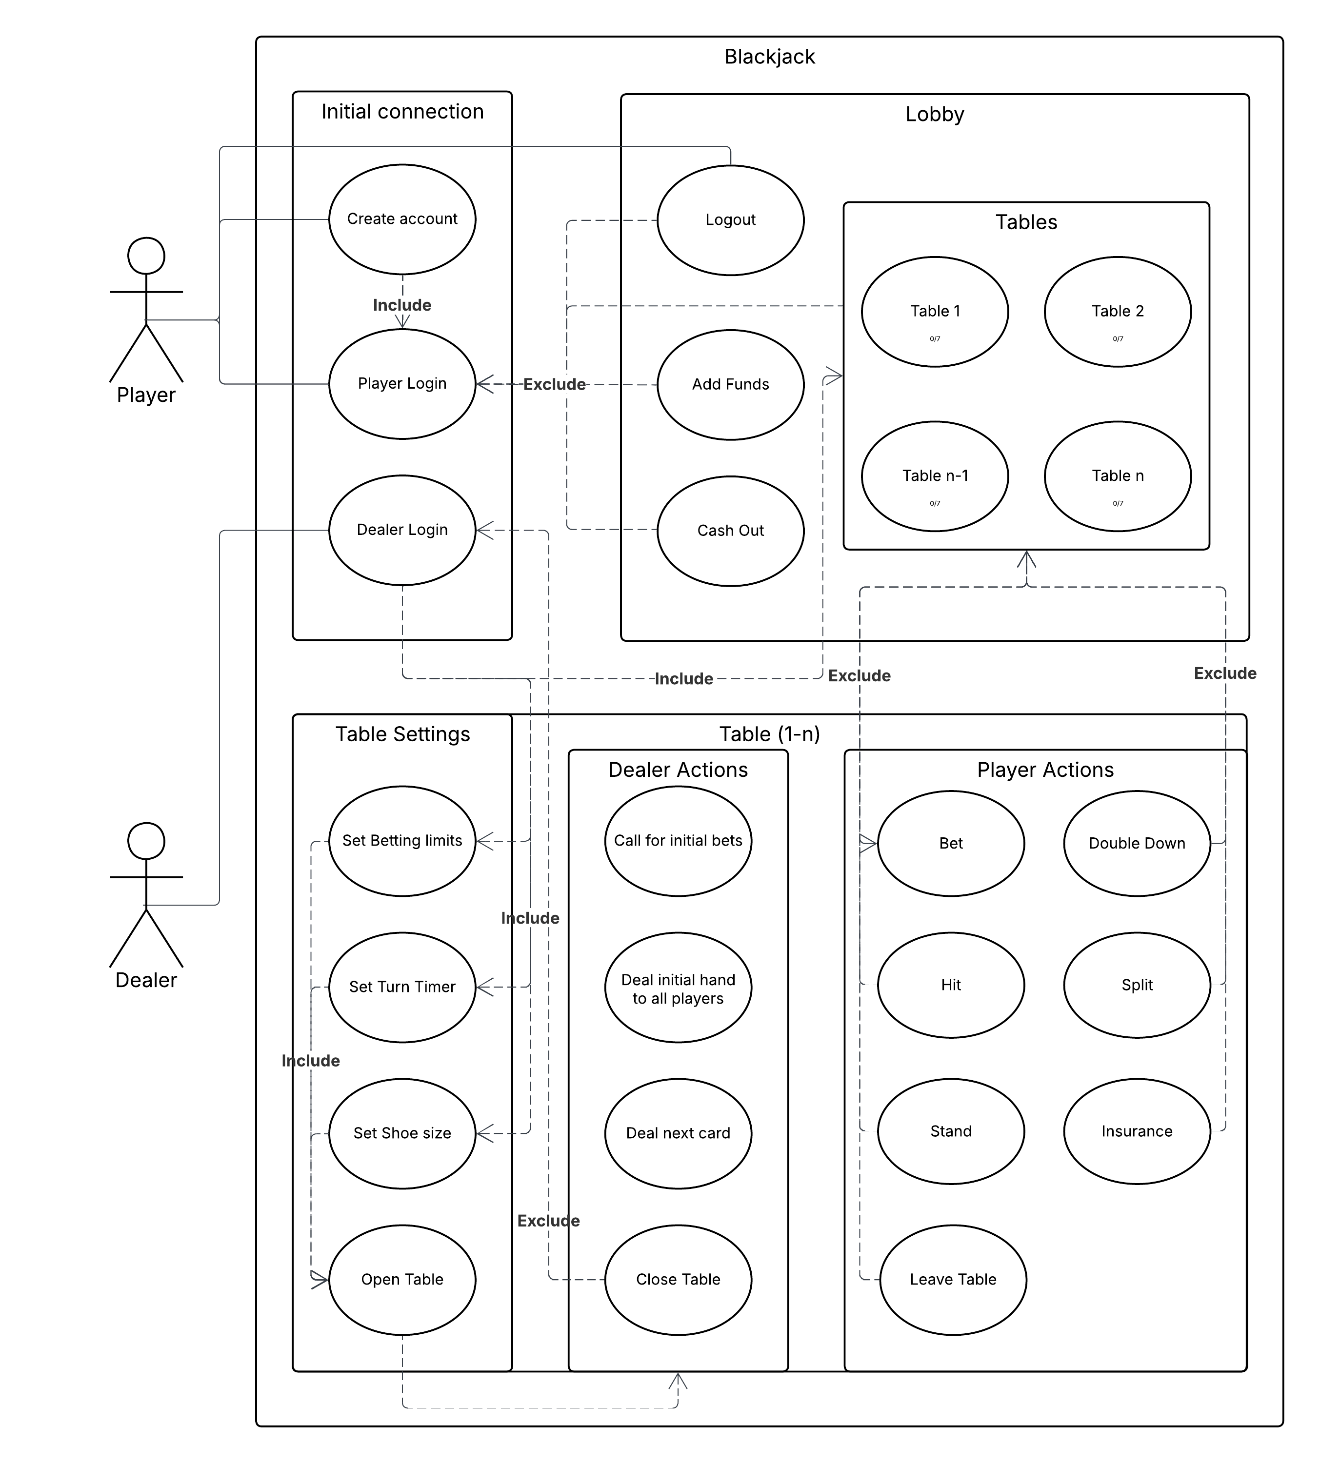 Blackjack
Initial connection
Create account
Include
Player Login
Dealer Login
Exclude
Lobby
Logout
Add Funds
Cash Out
Tables
Table 1
0/7
Table 2
0/7
Table n-1
0/7
Table n
0/7
Player
Include
Exclude
Exclude
Table Settings
Set Betting limits
Set Turn Timer
Include
Set Shoe size
Open Table
Include
Exclude
Table (1-n)
Dealer Actions
Call for initial bets
Deal initial hand
to all players
Deal next card
Close Table
Player Actions
Bet
Double Down
Hit
Split
Stand
Insurance
Leave Table
Dealer